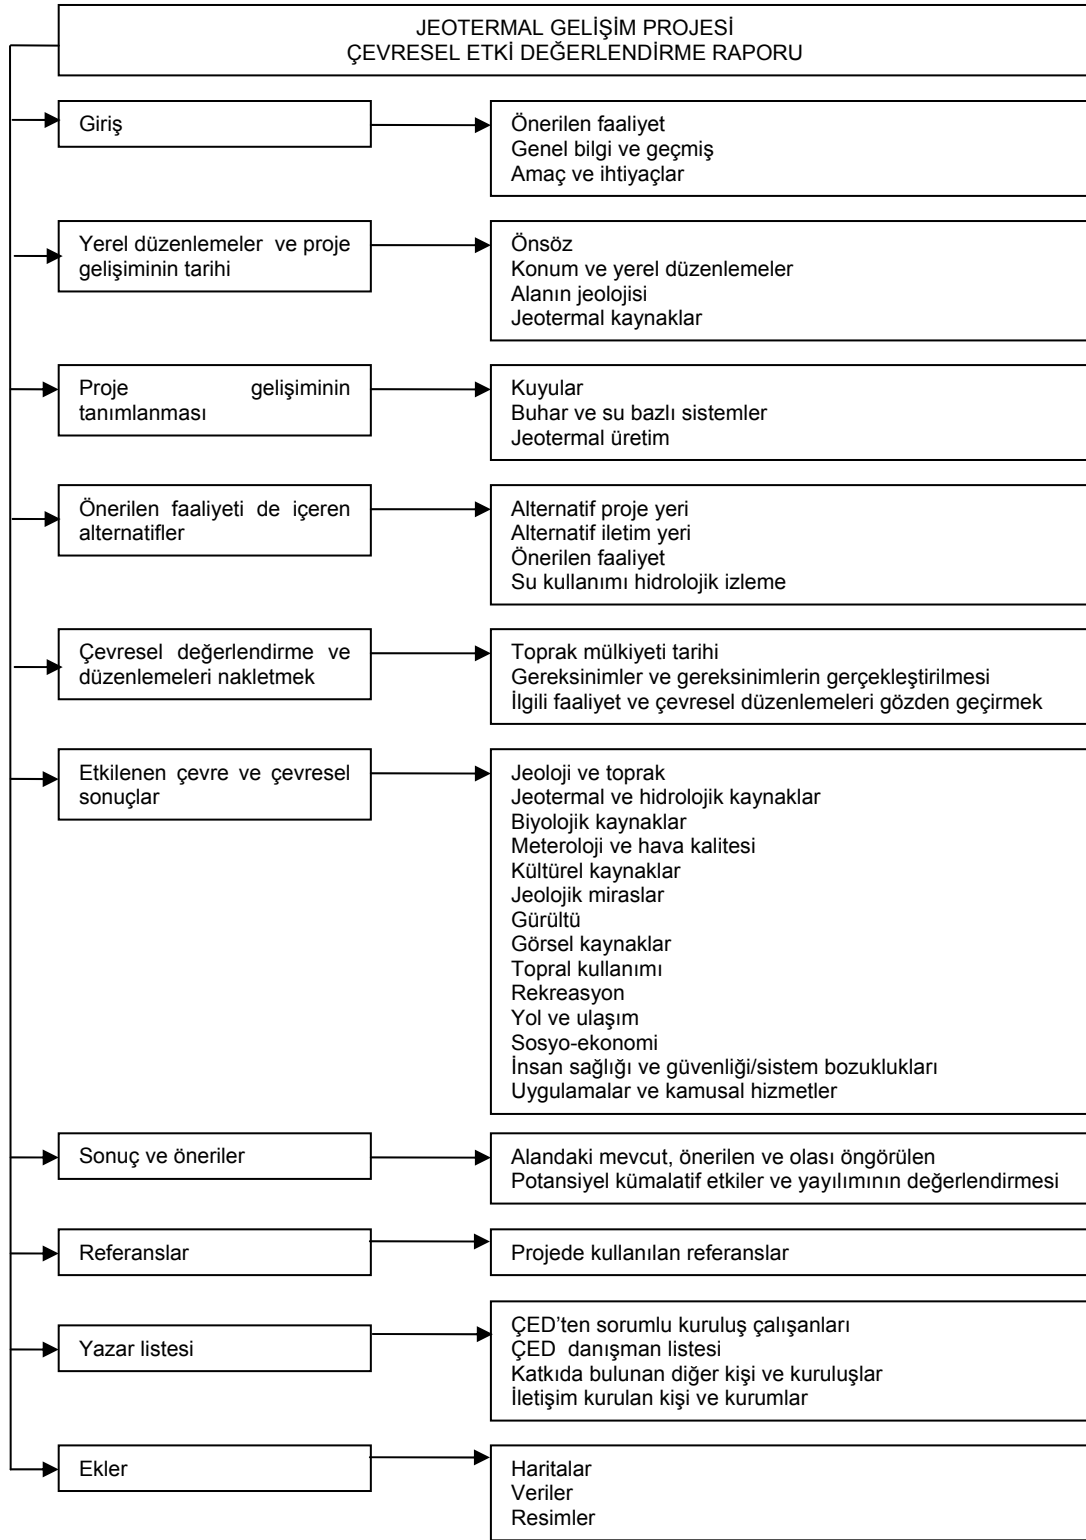 JEOTERMAL GELİŞİM PROJESİ
ÇEVRESEL ETKİ DEĞERLENDİRME RAPORU
Giriş
Önerilen faaliyet
Genel bilgi ve geçmiş
Amaç ve ihtiyaçlar
Yerel düzenlemeler ve proje
gelişiminin tarihi
Önsöz
Konum ve yerel düzenlemeler
Alanın jeolojisi
Jeotermal kaynaklar
Proje gelişiminin
tanımlanması
Kuyular
Buhar ve su bazlı sistemler
Jeotermal üretim
Önerilen faaliyeti de içeren
alternatifler
Alternatif proje yeri
Alternatif iletim yeri
Önerilen faaliyet
Su kullanımı hidrolojik izleme
Çevresel değerlendirme ve
düzenlemeleri nakletmek
Toprak mülkiyeti tarihi
Gereksinimler ve gereksinimlerin gerçekleştirilmesi
İlgili faaliyet ve çevresel düzenlemeleri gözden geçirmek
Etkilenen çevre ve çevresel
sonuçlar
Jeoloji ve toprak
Jeotermal ve hidrolojik kaynaklar
Biyolojik kaynaklar
Meteroloji ve hava kalitesi
Kültürel kaynaklar
Jeolojik miraslar
Gürültü
Görsel kaynaklar
Topral kullanımı
Rekreasyon
Yol ve ulaşım
Sosyo-ekonomi
İnsan sağlığı ve güvenliği/sistem bozuklukları
Uygulamalar ve kamusal hizmetler
Sonuç ve öneriler
Alandaki mevcut, önerilen ve olası öngörülen
Potansiyel kümalatif etkiler ve yayılımının değerlendirmesi
Referanslar
Projede kullanılan referanslar
Yazar listesi
ÇED'ten sorumlu kuruluş çalışanları
ÇED danışman listesi
Katkıda bulunan diğer kişi ve kuruluşlar
İletişim kurulan kişi ve kurumlar
Ekler
Haritalar
Veriler
Resimler